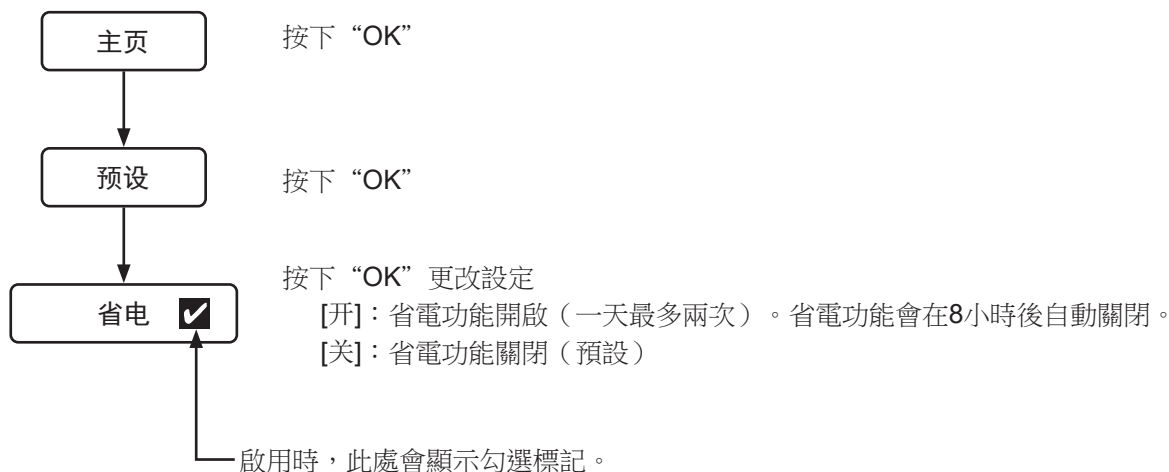 主页
按下“OK”
预设
按下“OK”
按下“OK”更改設定
省电 ✔
[开]：省電功能開啟（一天最多兩次）。省電功能會在8小時後自動關閉。
[关]：省電功能關閉（預設）
啟用時，此處會顯示勾選標記。